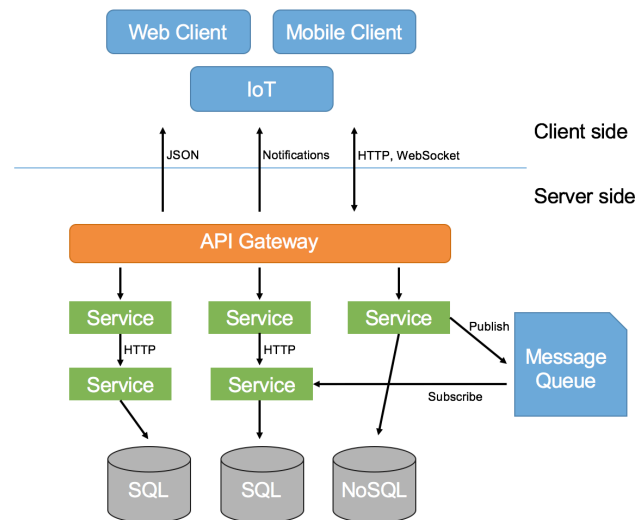 Web Client
Mobile Client
IoT
Client side
JSON
Notifications
HTTP, WebSocket
Server side
API Gateway
Service
Service
Service
Publish
HTTP
HTTP
Message
Queue
Service
Service
Subscribe
SQL
SQL
NoSQL